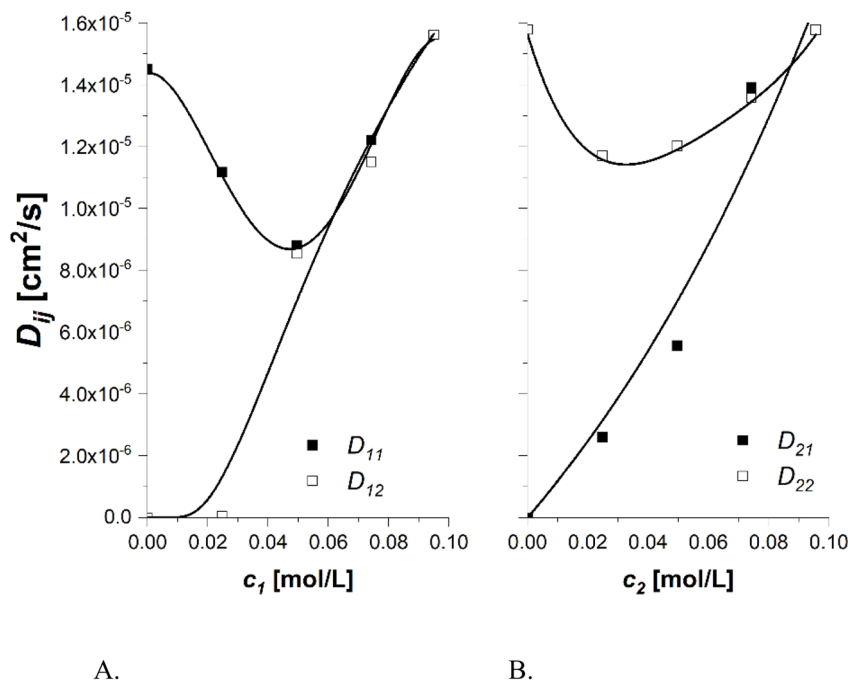 D_ij [cm²/s]
1.6x10⁻⁵
1.4x10⁻⁵
1.2x10⁻⁵
1.0x10⁻⁵
8.0x10⁻⁶
6.0x10⁻⁶
4.0x10⁻⁶
2.0x10⁻⁶
0.0
D₁₁
D₁₂
0.00 0.02 0.04 0.06 0.08 0.10
c₁ [mol/L]
D₂₁
D₂₂
0.00 0.02 0.04 0.06 0.08 0.10
c₂ [mol/L]
A. B.